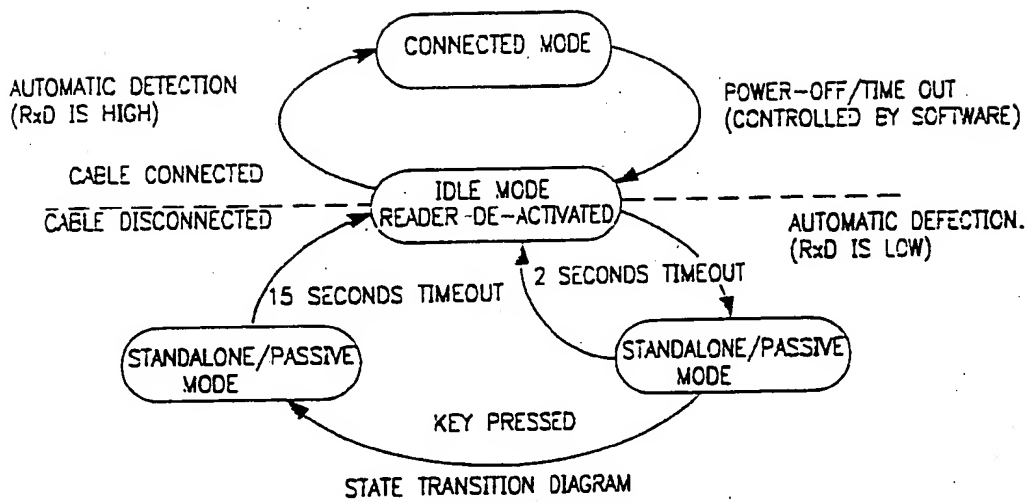 CONNECTED MODE
AUTOMATIC DETECTION
(RxD IS HIGH)
POWER-OFF/TIME OUT
(CONTROLLED BY SOFTWARE)
CABLE CONNECTED
CABLE DISCONNECTED
IDLE MODE
READER-DE-ACTIVATED
AUTOMATIC DEFECTION.
(RxD IS LOW)
15 SECONDS TIMEOUT
2 SECONDS TIMEOUT
STANDALONE/PASSIVE
MODE
STANDALONE/PASSIVE
MODE
KEY PRESSED
STATE TRANSITION DIAGRAM